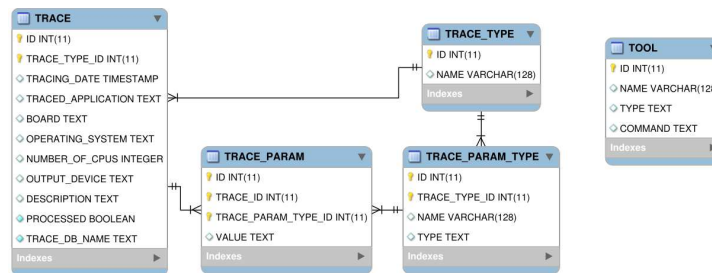 TRACE
ID INT(11)
TRACE_TYPE_ID INT(11)
TRACING_DATE TIMESTAMP
TRACED_APPLICATION TEXT
BOARD TEXT
OPERATING_SYSTEM TEXT
NUMBER_OF_CPUS INTEGER
OUTPUT_DEVICE TEXT
DESCRIPTION TEXT
PROCESSED BOOLEAN
TRACE_DB_NAME TEXT
Indexes
TRACE_TYPE
ID INT(11)
NAME VARCHAR(128)
Indexes
TRACE_PARAM
ID INT(11)
TRACE_ID INT(11)
TRACE_PARAM_TYPE_ID INT(11)
VALUE TEXT
Indexes
TRACE_PARAM_TYPE
ID INT(11)
TRACE_TYPE_ID INT(11)
NAME VARCHAR(128)
TYPE TEXT
Indexes
TOOL
ID INT(11)
NAME VARCHAR(128
TYPE TEXT
COMMAND TEXT
Indexes